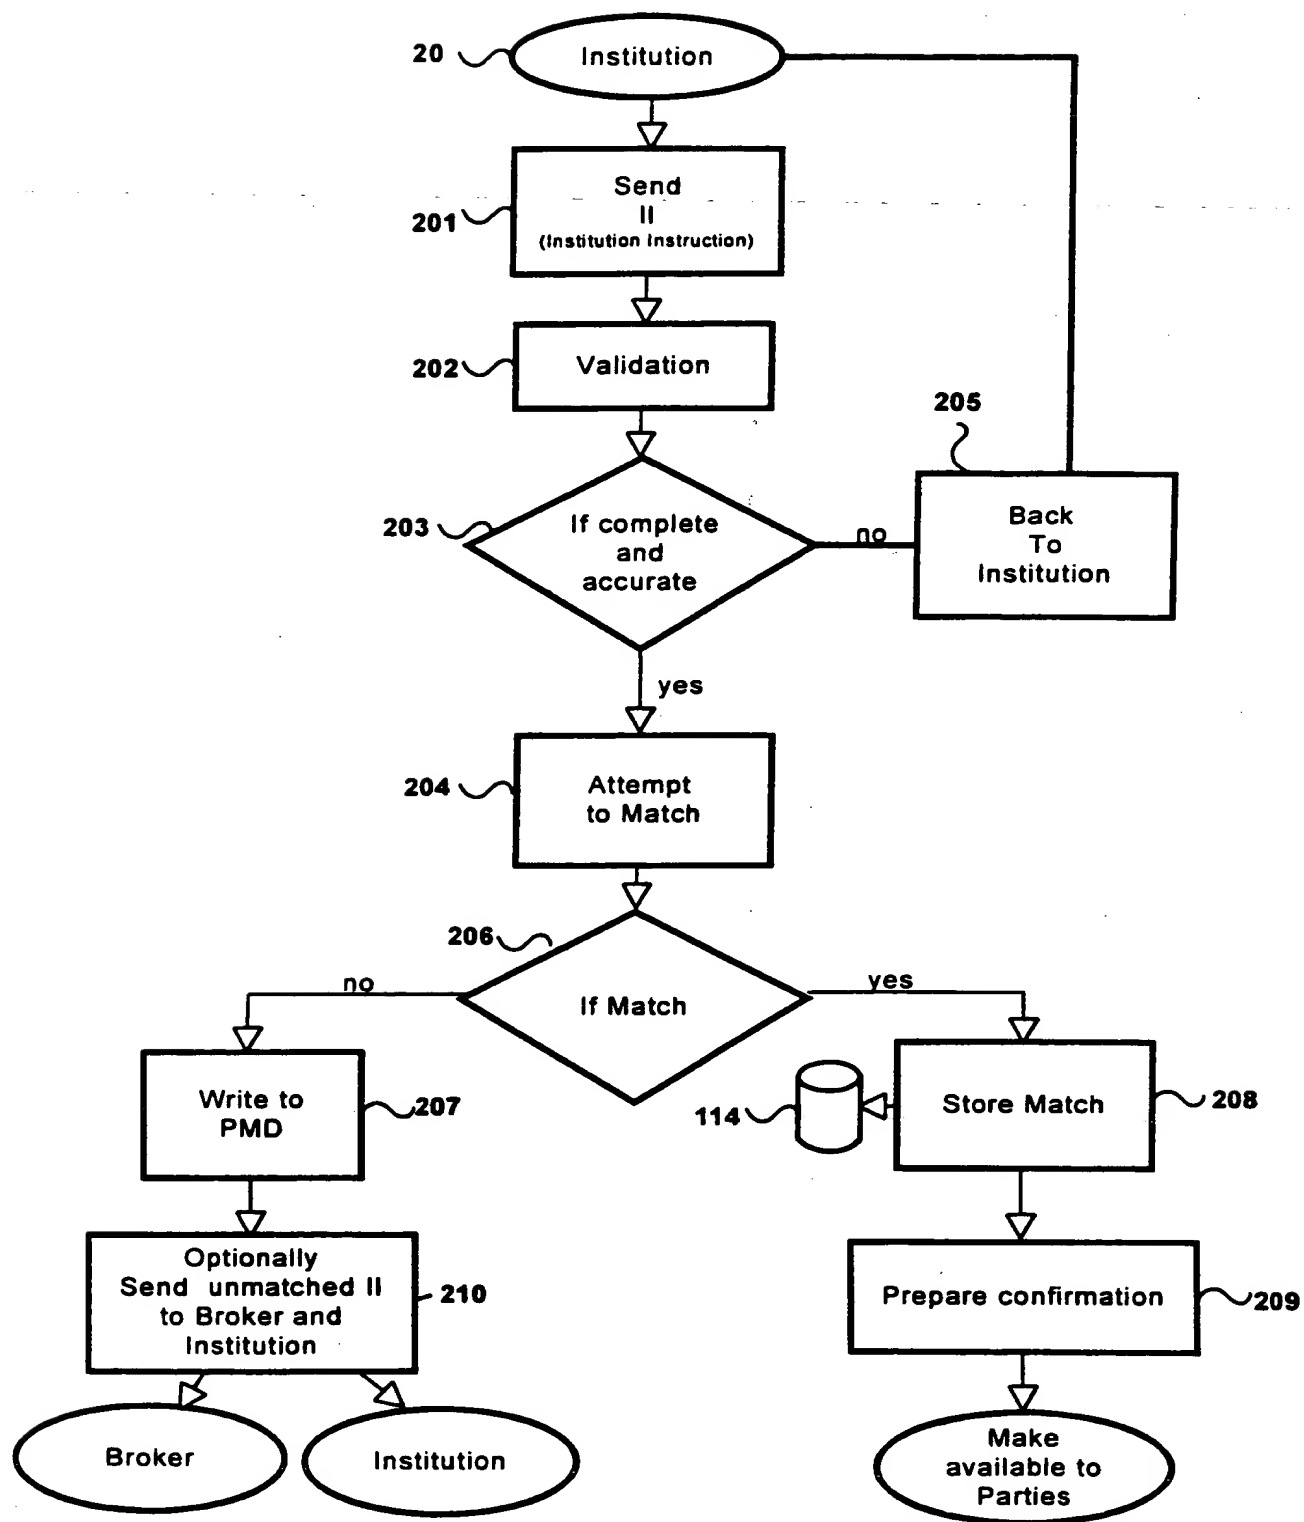 20
Institution
201
Send
II
(Institution Instruction)
202
Validation
205
203
If complete
and
accurate
no
Back
To
Institution
yes
204
Attempt
to Match
206
no
If Match
yes
Write to
PMD
207
114
Store Match
208
Optionally
Send unmatched II
to Broker and
Institution
210
Prepare confirmation
209
Broker
Institution
Make
available to
Parties